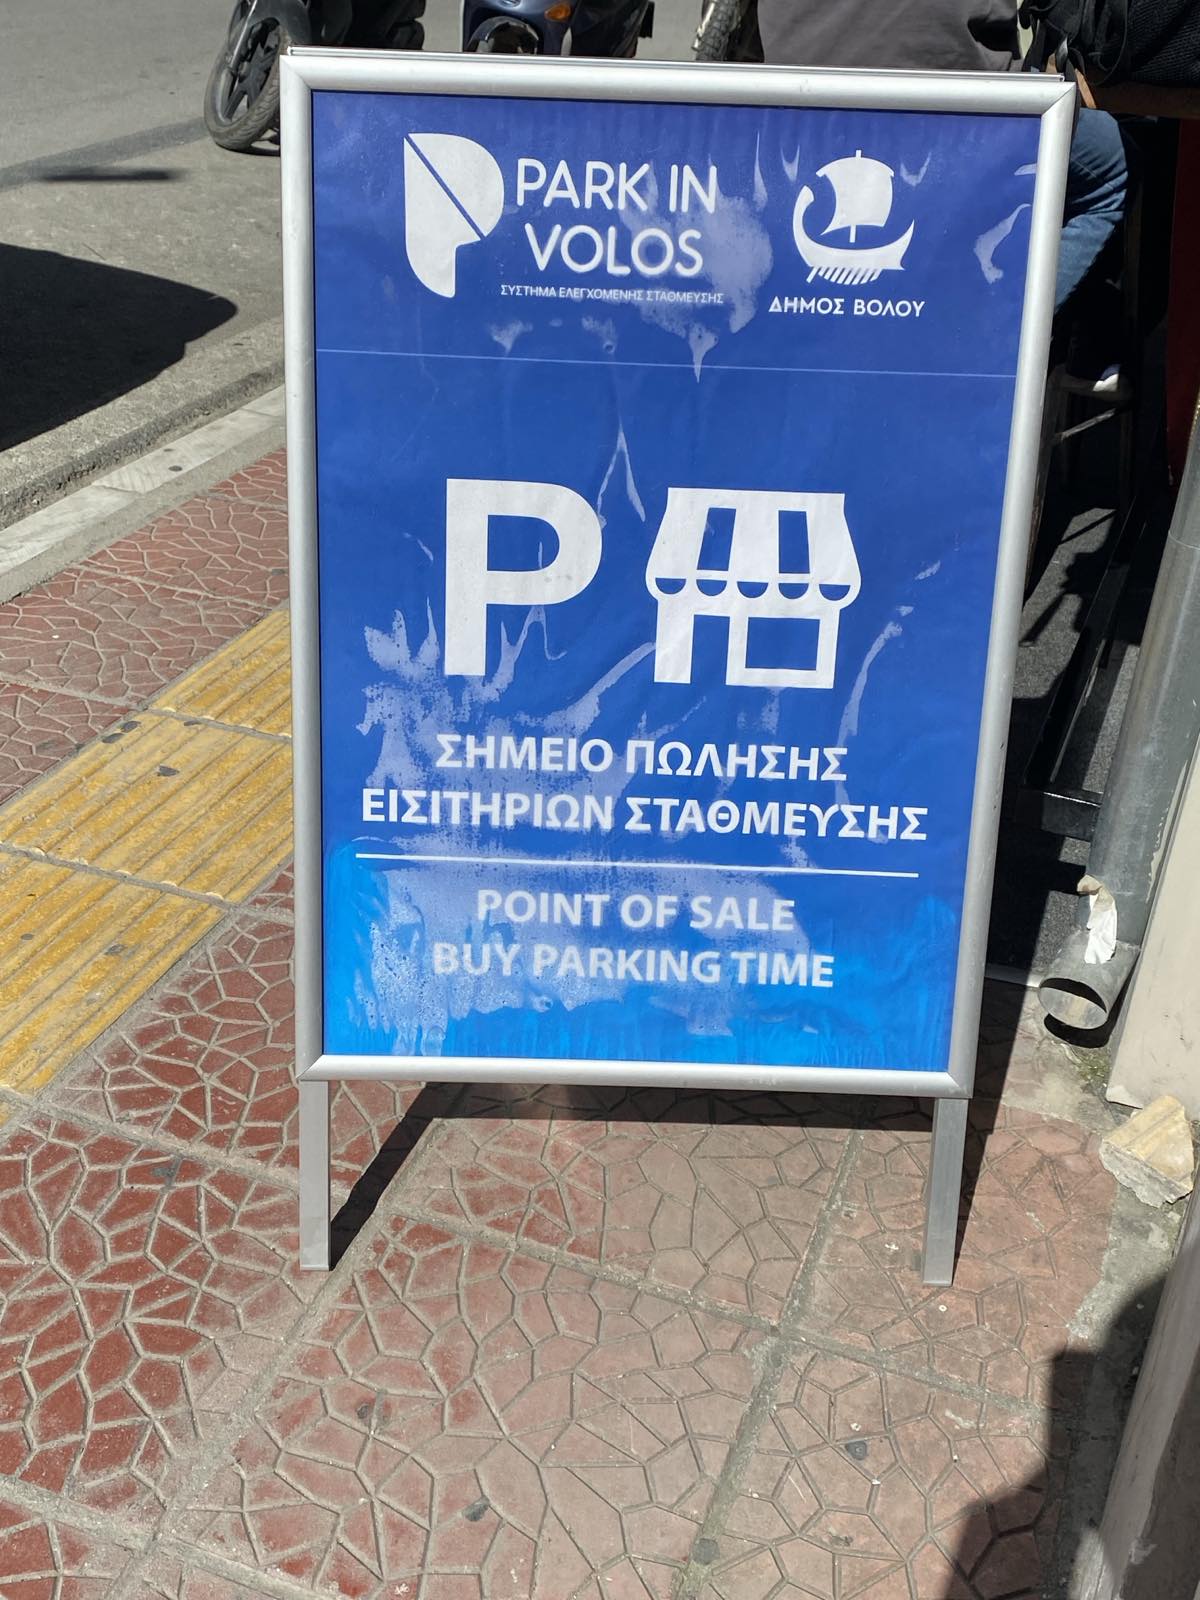 PARK IN
VOLOS
ΣΥΣΤΗΜΑ ΕΛΕΓΧΟΜΕΝΗΣ ΣΤΑΘΜΕΥΣΗΣ
ΔΗΜΟΣ ΒΟΛΟΥ
P
ΣΗΜΕΙΟ ΠΩΛΗΣΗΣ
ΕΙΣΙΤΗΡΙΩΝ ΣΤΑΘΜΕΥΣΗΣ
POINT OF SALE
BUY PARKING TIME